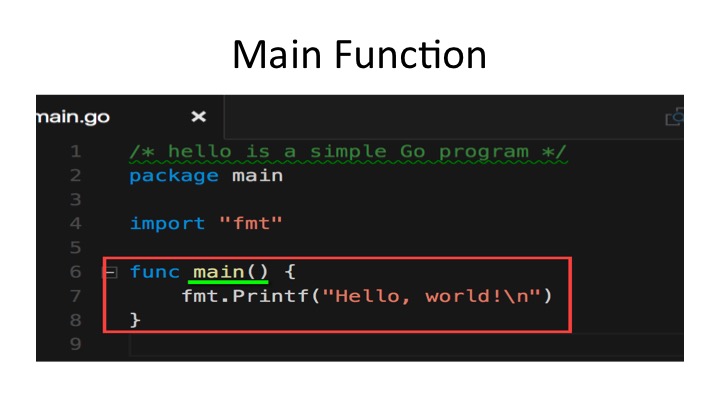 Main Function
main.go ×
1 /* hello is a simple Go program */
2 package main
3
4 import "fmt"
5
6 func main() {
7 fmt.Printf("Hello, world!\n")
8 }
9